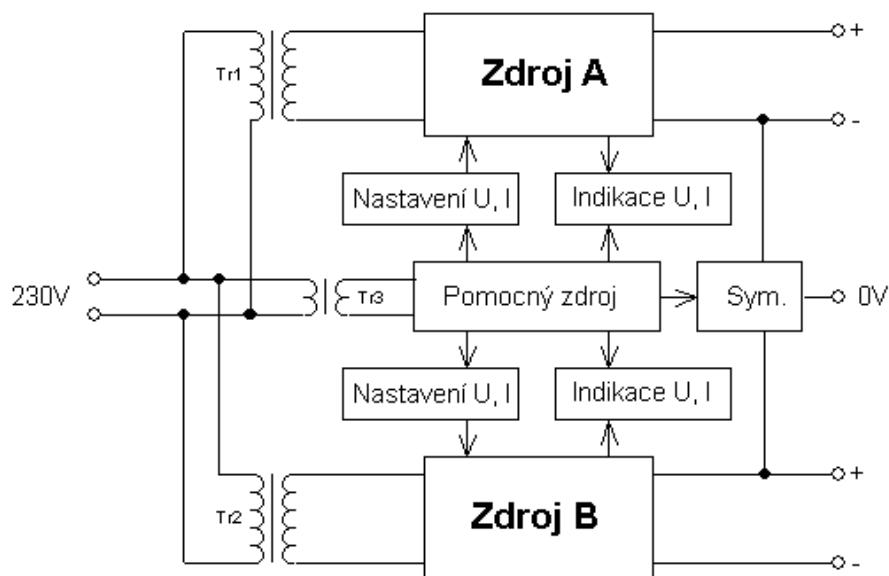 +
Tr1
Zdroj A
-
Nastavení U, I
Indikace U, I
230V
Tr3
Pomocný zdroj
Sym.
0V
Nastavení U, I
Indikace U, I
+
Tr2
Zdroj B
-